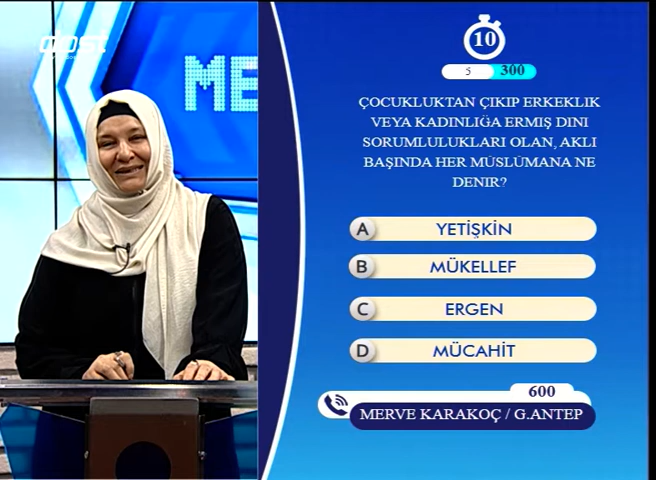 dost
ME
10
5 300
ÇOCUKLUKTAN ÇIKIP ERKEKLIK
VEYA KADINLIĞA ERMIŞ DINI
SORUMLULUKLARI OLAN, AKLI
BAŞINDA HER MÜSLÜMANA NE
DENIR?
A YETİŞKİN
B MÜKELLEF
C ERGEN
D MÜCAHİT
600
MERVE KARAKOÇ / G.ANTEP